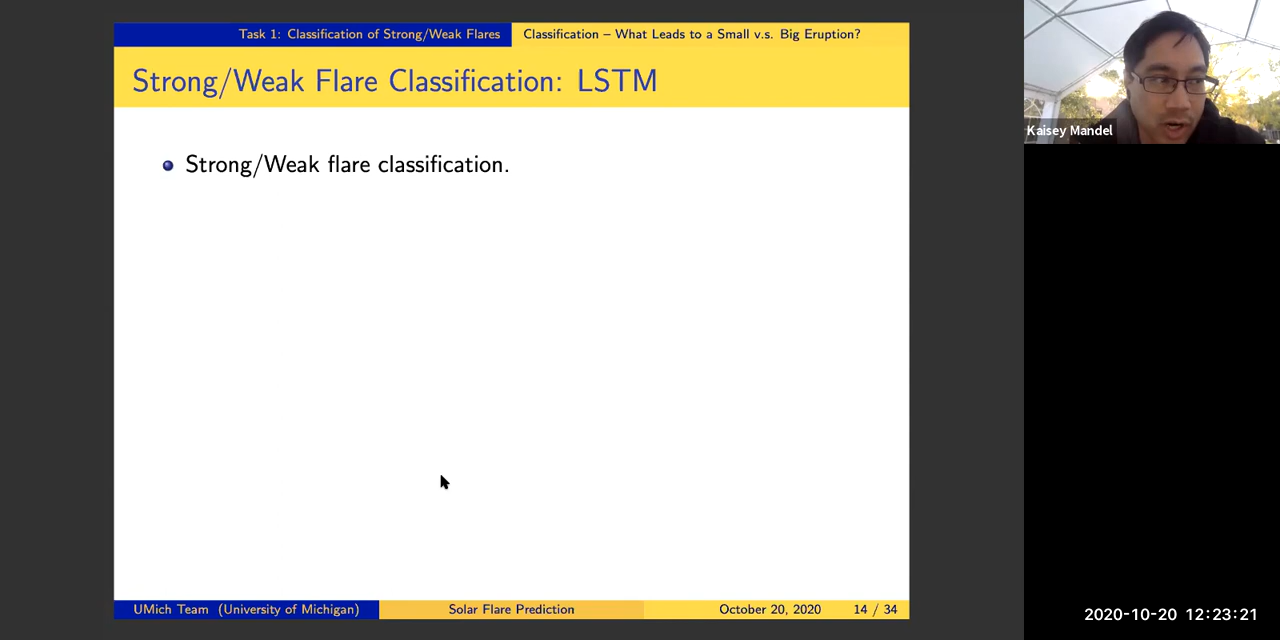 Task 1: Classification of Strong/Weak Flares
Classification – What Leads to a Small v.s. Big Eruption?
Strong/Weak Flare Classification: LSTM
Strong/Weak flare classification.
Kaisey Mandel
UMich Team (University of Michigan)
Solar Flare Prediction
October 20, 2020
14 / 34
2020-10-20 12:23:21